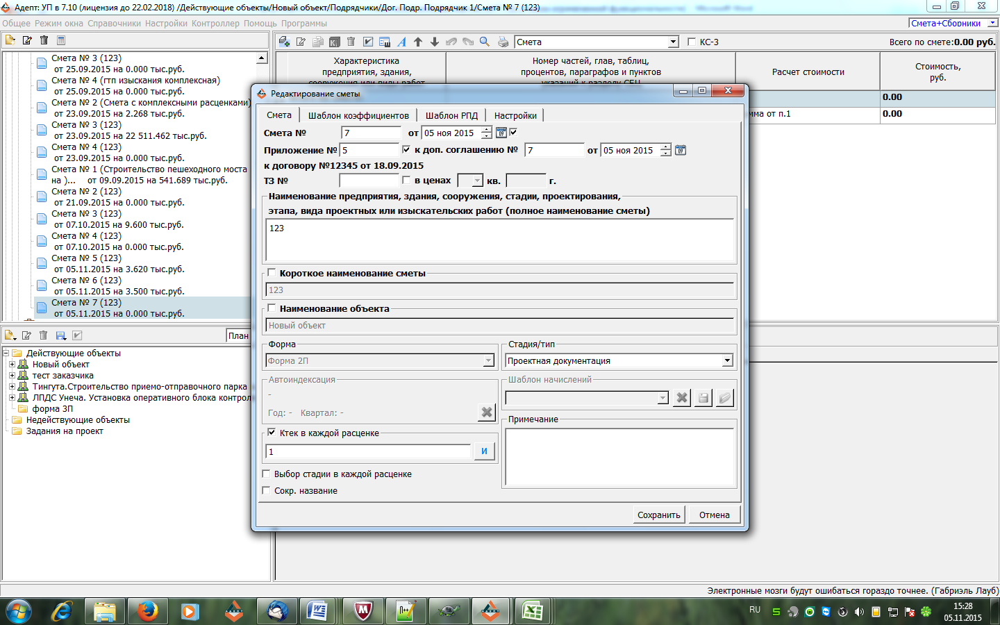 Адепт: УП в 7.10 (лицензия до 22.02.2018) /Действующие объекты/Новый объект/Подрядчики/Дог. Подр. Подрядчик 1/Смета № 7 (123)
Общее Режим окна Справочники Настройки Контроллер Помощь Программы
Смета+Сборники
Смета
КС-3
Всего по смете:0.00 руб.
Смета № 3 (123)
от 25.09.2015 на 0.000 тыс.руб.
Смета № 4 (гтп изыскания комплексная)
от 25.09.2015 на 0.000 тыс.руб.
Смета № 2 (Смета с комплексными расценками)
от 23.09.2015 на 2.268 тыс.руб.
Смета № 3 (123)
от 23.09.2015 на 22 511.462 тыс.руб.
Смета № 4 (123)
от 23.09.2015 на 0.000 тыс.руб.
Смета № 1 (Строительство пешеходного моста
на )... от 09.09.2015 на 541.689 тыс.руб.
Смета № 2 (123)
от 21.09.2015 на 0.000 тыс.руб.
Смета № 3 (123)
от 07.10.2015 на 9.600 тыс.руб.
Смета № 4 (123)
от 07.10.2015 на 0.000 тыс.руб.
Смета № 5 (123)
от 05.11.2015 на 3.620 тыс.руб.
Смета № 6 (123)
от 05.11.2015 на 3.500 тыс.руб.
Смета № 7 (123)
от 05.11.2015 на 0.000 тыс.руб.
Характеристика
предприятия, здания,
сооружения или виды работ
Номер частей, глав, таблиц,
процентов, параграфов и пунктов
указаний к разделу СБЦ
Расчет стоимости
Стоимость,
руб.
0.00
мма от п.1
0.00
План
Действующие объекты
Новый объект
тест заказчика
Тингута.Строительство приемо-отправочного парка
ЛПДС Унеча. Установка оперативного блока контрол
форма 3П
Недействующие объекты
Задания на проект
Редактирование сметы
Смета
Шаблон коэффициентов
Шаблон РПД
Настройки
Смета № 7 от 05 ноя 2015
Приложение № 5 к доп. соглашению № 7 от 05 ноя 2015
к договору №12345 от 18.09.2015
ТЗ № в ценах кв. г.
Наименование предприятия, здания, сооружения, стадии, проектирования,
этапа, вида проектных или изыскательских работ (полное наименование сметы)
123
Короткое наименование сметы
123
Наименование объекта
Новый объект
Форма
Форма 2П
Стадия/тип
Проектная документация
Автоиндексация
-
Год: - Квартал: -
Шаблон начислений
Ктек в каждой расценке
1
И
Примечание
Выбор стадии в каждой расценке
Сокр. название
Сохранить
Отмена
Электронные мозги будут ошибаться гораздо точнее. (Габриэль Лауб)
RU
15:28
05.11.2015